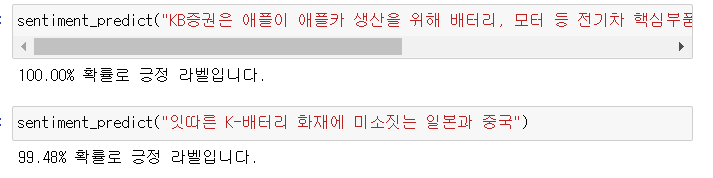 sentiment_predict("KB증권은 애플이 애플카 생산을 위해 배터리, 모터 등 전기차 핵심부품
100.00% 확률로 긍정 라벨입니다.
sentiment_predict("잇따른 K-배터리 화재에 미소짓는 일본과 중국")
99.48% 확률로 긍정 라벨입니다.